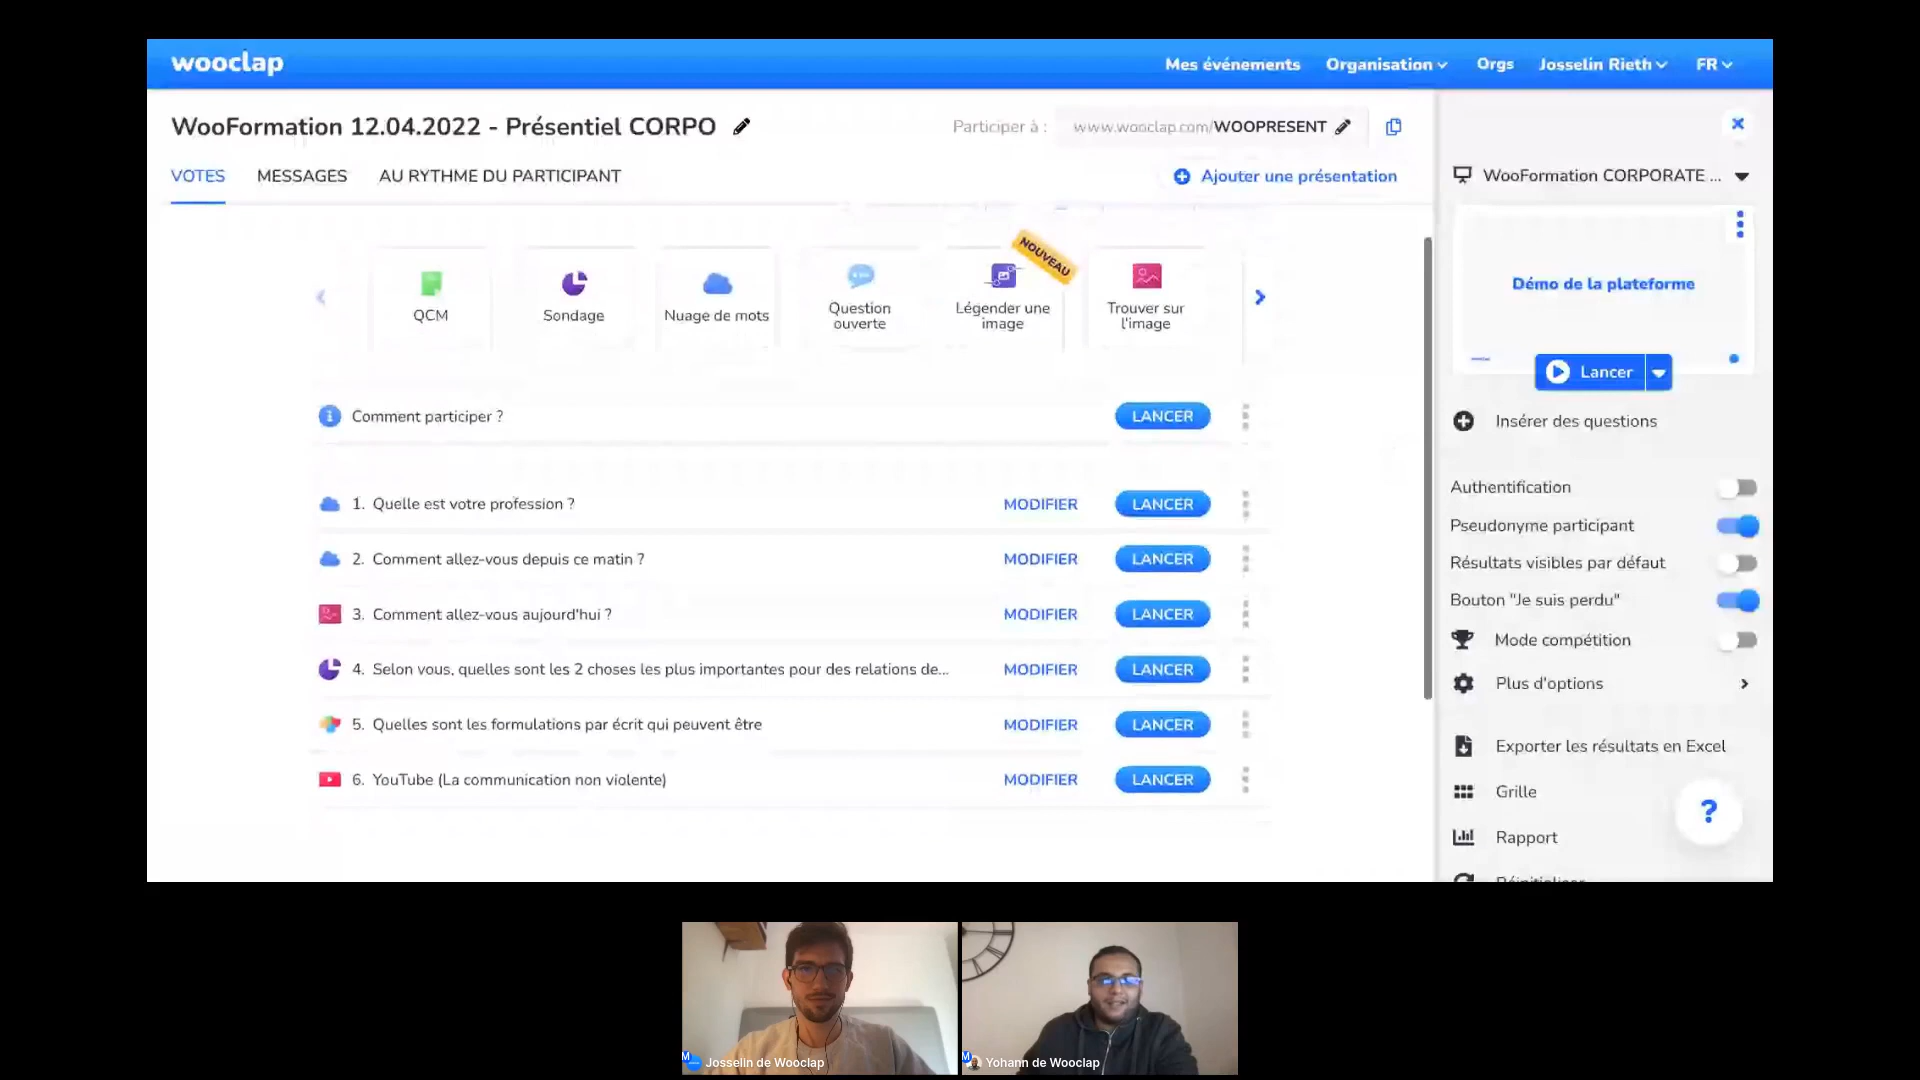 wooclap
Mes événements
Organisation
Orgs
Josselin Rieth
FR
WooFormation 12.04.2022 - Présentiel CORPO
Participer à :
www.wooclap.com/WOOPRESENT
VOTES
MESSAGES
AU RYTHME DU PARTICIPANT
Ajouter une présentation
WooFormation CORPORATE ...
QCM
Sondage
Nuage de mots
Question
ouverte
NOUVEAU
Légender une
image
Trouver sur
l'image
Démo de la plateforme
Lancer
Comment participer ?
LANCER
1. Quelle est votre profession ?
MODIFIER
LANCER
2. Comment allez-vous depuis ce matin ?
MODIFIER
LANCER
3. Comment allez-vous aujourd'hui ?
MODIFIER
LANCER
4. Selon vous, quelles sont les 2 choses les plus importantes pour des relations de...
MODIFIER
LANCER
5. Quelles sont les formulations par écrit qui peuvent être
MODIFIER
LANCER
6. YouTube (La communication non violente)
MODIFIER
LANCER
Insérer des questions
Authentification
Pseudonyme participant
Résultats visibles par défaut
Bouton "Je suis perdu"
Mode compétition
Plus d'options
Exporter les résultats en Excel
Grille
?
Rapport
Réinitialiser
Josselin de Wooclap
Yohann de Wooclap